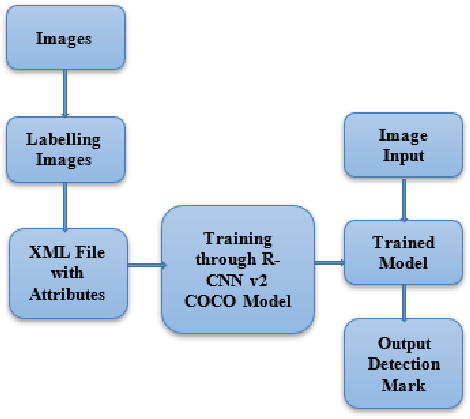 Images
Labelling
Images
XML File
with
Attributes
Training
through R-
CNN v2
COCO Model
Image
Input
Trained
Model
Output
Detection
Mark